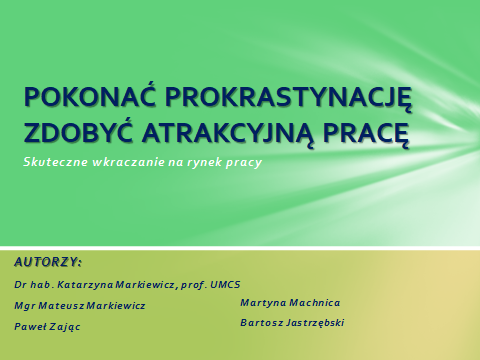 POKONAĆ PROKRASTYNACJĘ
ZDOBYĆ ATRAKCYJNĄ PRACĘ
Skuteczne wkraczanie na rynek pracy
AUTORZY:
Dr hab. Katarzyna Markiewicz, prof. UMCS
Mgr Mateusz Markiewicz
Paweł Zając
Martyna Machnica
Bartosz Jastrzębski